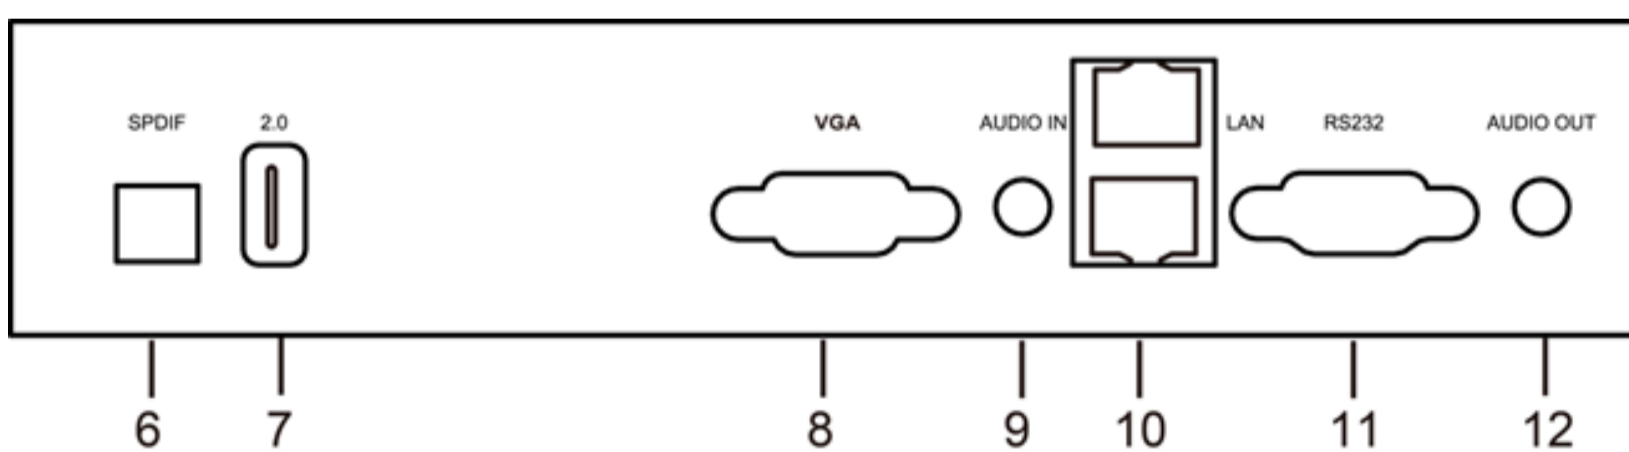 SPDIF 2.0 VGA AUDIO IN LAN RS232 AUDIO OUT
6 7 8 9 10 11 12